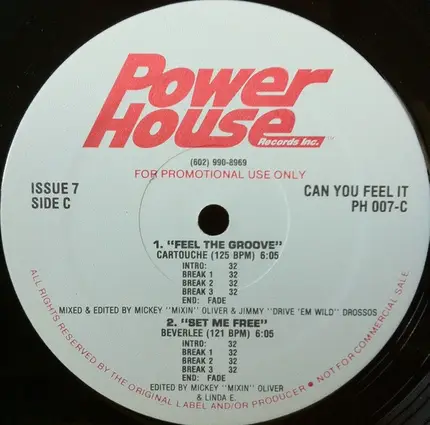 Power
House
Records Inc.™
(602) 990-8969
FOR PROMOTIONAL USE ONLY
ISSUE 7
SIDE C
CAN YOU FEEL IT
PH 007-C
1. "FEEL THE GROOVE"
CARTOUCHE (125 BPM) 6:05
INTRO: 32
BREAK 1 32
BREAK 2 32
BREAK 3 32
END: FADE
MIXED & EDITED BY MICKEY "MIXIN" OLIVER & JIMMY "DRIVE 'EM WILD" DROSSOS
2. "SET ME FREE"
BEVERLEE (121 BPM) 6:05
INTRO: 32
BREAK 1 32
BREAK 2 32
BREAK 3 32
END: FADE
EDITED BY MICKEY "MIXIN" OLIVER
& LINDA E.
ALL RIGHTS RESERVED BY THE ORIGINAL LABEL AND/OR PRODUCER • NOT FOR COMMERCIAL SALE